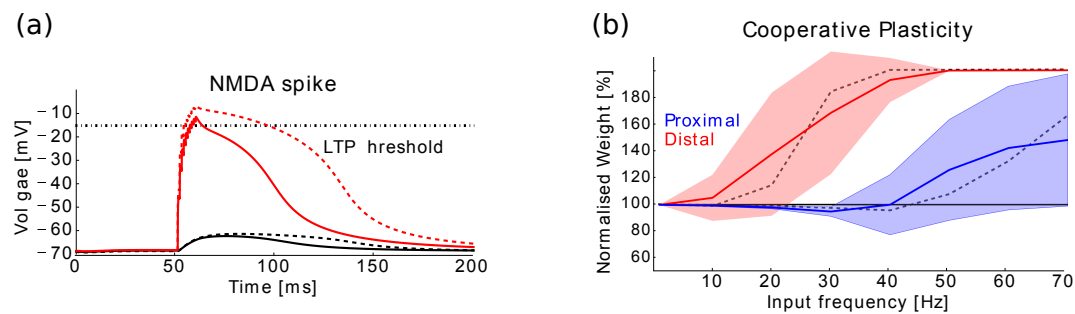 (a)
NMDA spike
Vol gae [mV]
−10
−20
−30
−40
−50
−60
−70
LTP threshold
0 50 100 150 200
Time [ms]
(b)
Cooperative Plasticity
Normalised Weight [%]
180
160
140
120
100
80
60
Proximal
Distal
10 20 30 40 50 60 70
Input frequency [Hz]